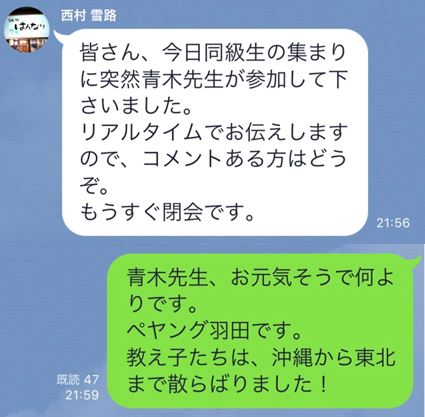 西村 雪路
はんなり
皆さん、今日同級生の集まり
に突然青木先生が参加して下
さいました。
リアルタイムでお伝えします
ので、コメントある方はどう
ぞ。
もうすぐ閉会です。
21:56
青木先生、お元気そうで何よ
りです。
ペヤング羽田です。
教え子たちは、沖縄から東北
まで散らばりました！
既読 47
21:59